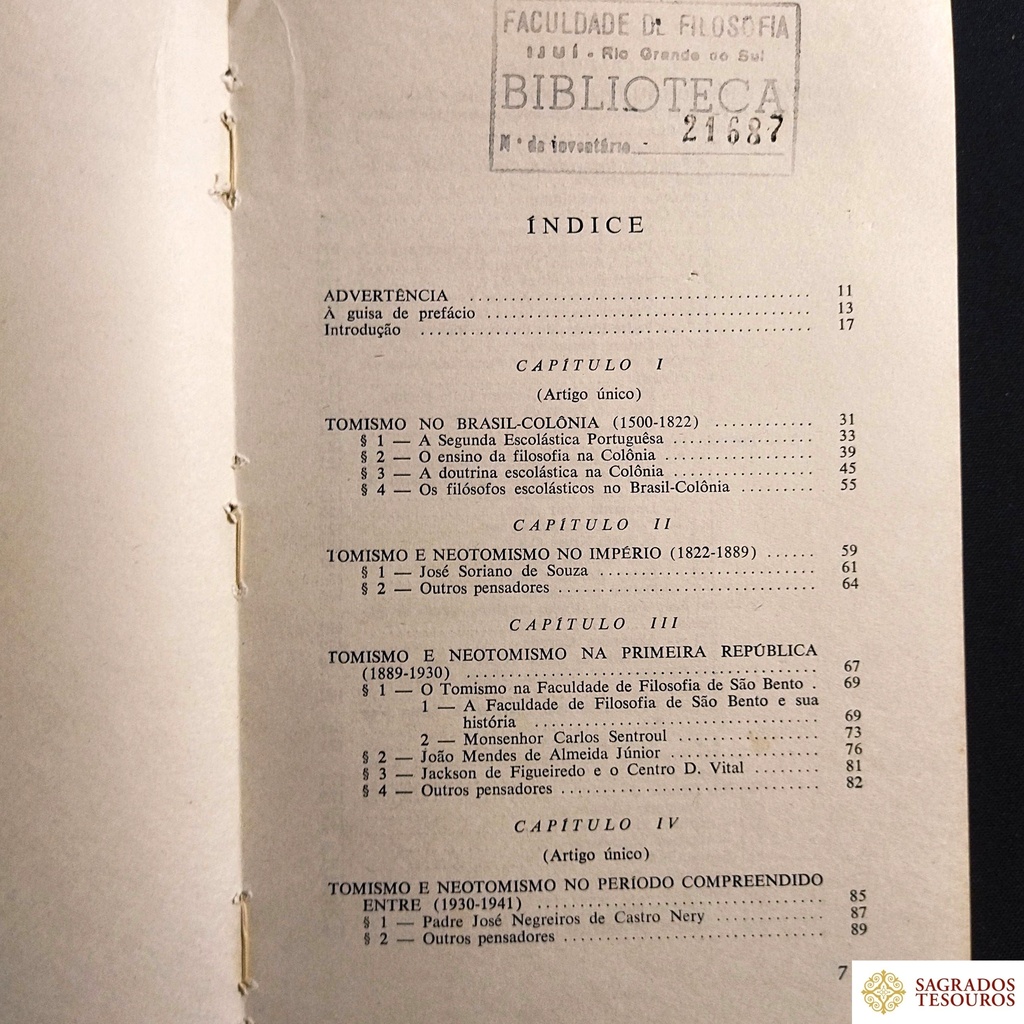 FACULDADE DE FILOSOFIA
IJUÍ - Rio Grande do Sul
BIBLIOTECA
N.º de inventário 21687
ÍNDICE
ADVERTÊNCIA ........................................ 11
À guisa de prefácio ...................................... 13
Introdução .............................................. 17
CAPÍTULO I
(Artigo único)
TOMISMO NO BRASIL-COLÔNIA (1500-1822) ............ 31
§ 1 — A Segunda Escolástica Portuguêsa ................. 33
§ 2 — O ensino da filosofia na Colônia .................. 39
§ 3 — A doutrina escolástica na Colônia ................. 45
§ 4 — Os filósofos escolásticos no Brasil-Colônia ......... 55
CAPÍTULO II
TOMISMO E NEOTOMISMO NO IMPÉRIO (1822-1889) ...... 59
§ 1 — José Soriano de Souza ........................... 61
§ 2 — Outros pensadores ............................... 64
CAPÍTULO III
TOMISMO E NEOTOMISMO NA PRIMEIRA REPÚBLICA
(1889-1930) .......................................... 67
§ 1 — O Tomismo na Faculdade de Filosofia de São Bento . 69
1 — A Faculdade de Filosofia de São Bento e sua
história .................................. 69
2 — Monsenhor Carlos Sentroul .................. 73
§ 2 — João Mendes de Almeida Júnior .................. 76
§ 3 — Jackson de Figueiredo e o Centro D. Vital ........ 81
§ 4 — Outros pensadores ............................... 82
CAPÍTULO IV
(Artigo único)
TOMISMO E NEOTOMISMO NO PERÍODO COMPREENDIDO
ENTRE (1930-1941) .................................... 85
§ 1 — Padre José Negreiros de Castro Nery ............. 87
§ 2 — Outros pensadores ............................... 89
7
SAGRADOS
TESOUROS